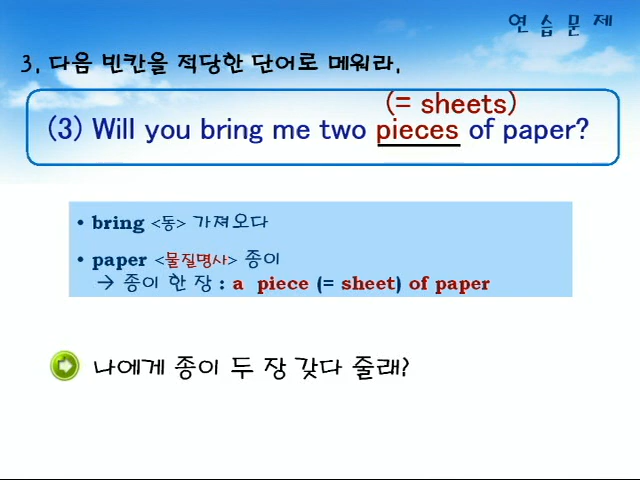 연 습 문 제
3. 다음 빈칸을 적당한 단어로 메워라.
(= sheets)
(3) Will you bring me two pieces of paper?
• bring <동> 가져오다
• paper <물질명사> 종이
→ 종이 한 장 : a piece (= sheet) of paper
나에게 종이 두 장 갖다 줄래?